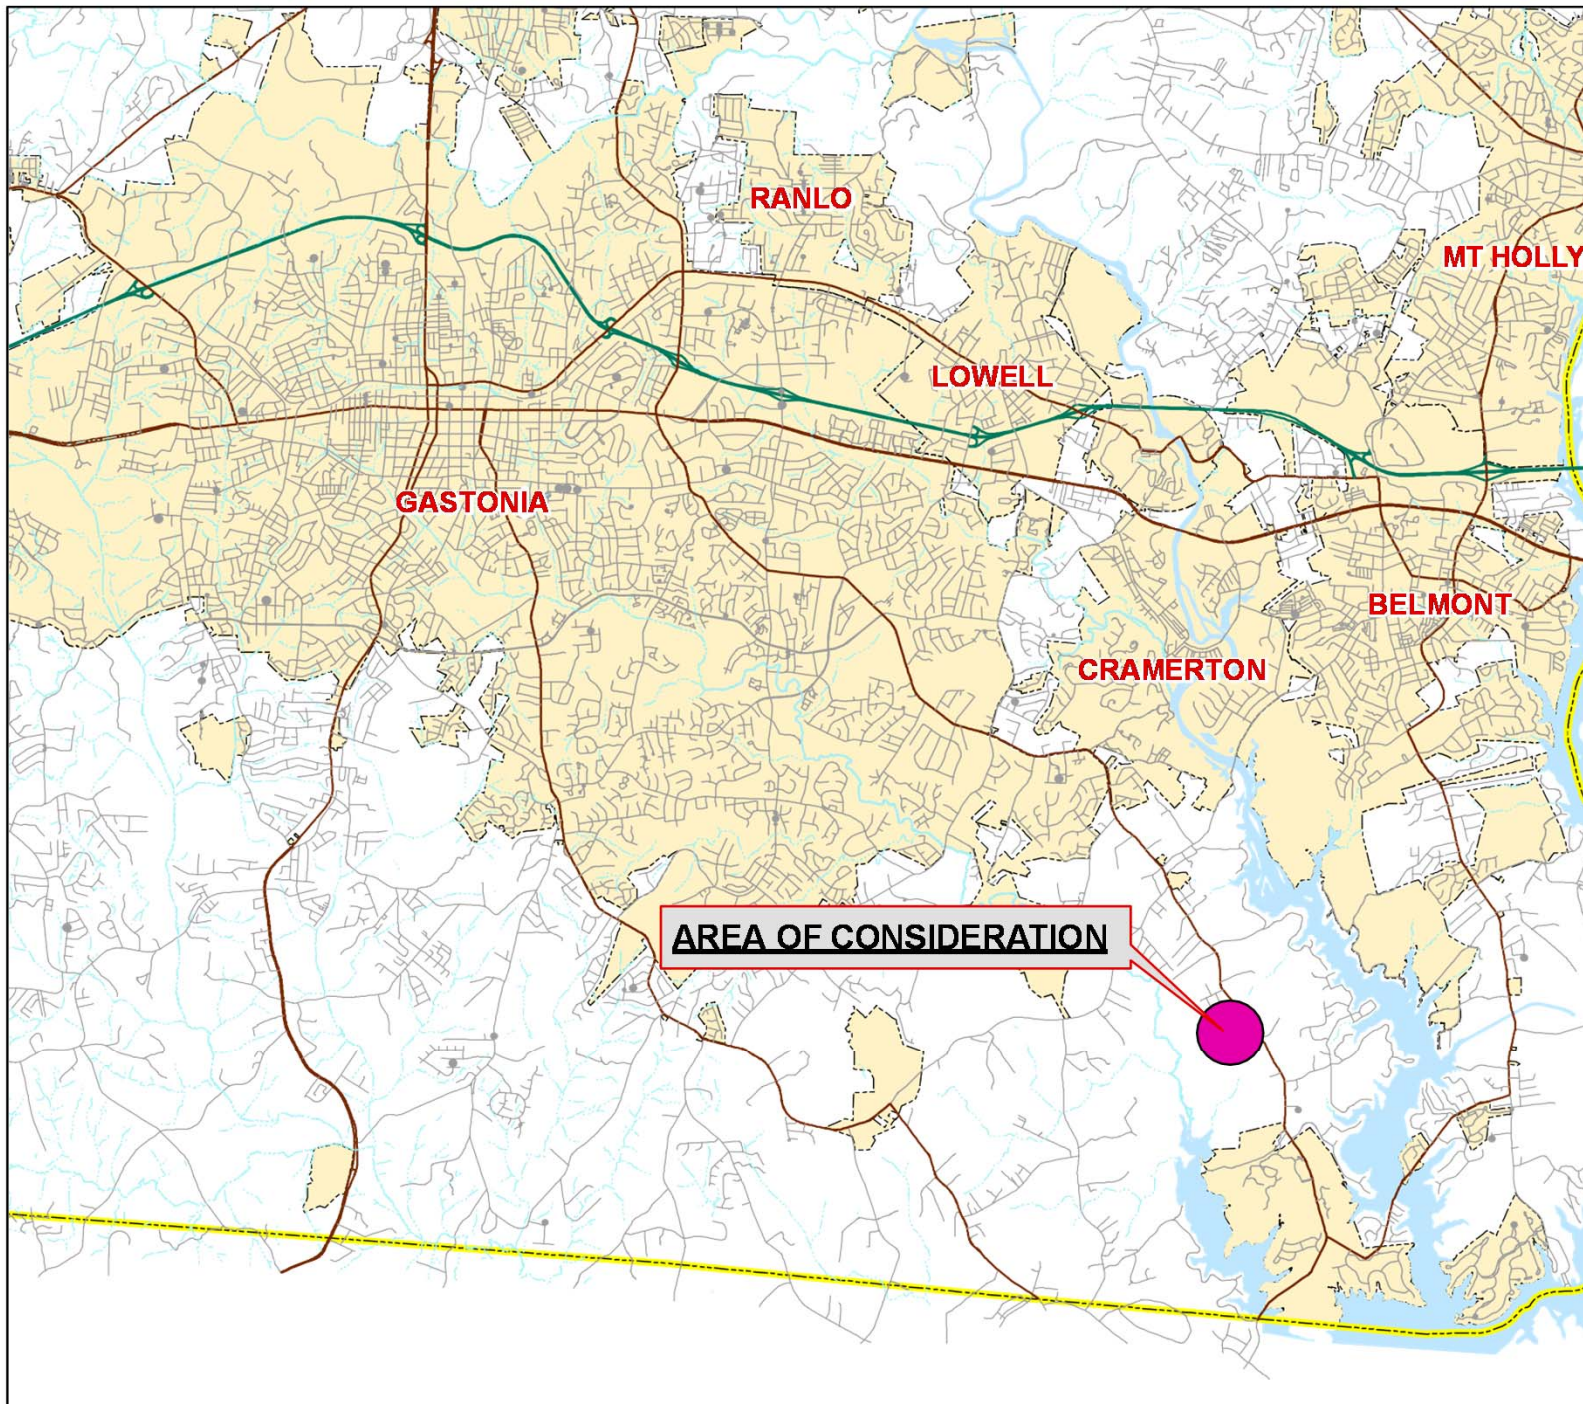 RANLO
MT HOLLY
LOWELL
GASTONIA
BELMONT
CRAMERTON
AREA OF CONSIDERATION